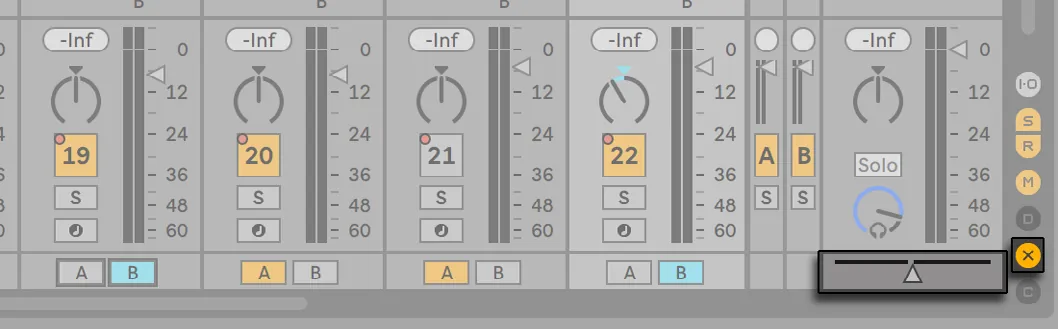 B B B B
-Inf -Inf -Inf -Inf -Inf
0 0 0 0 0
I·O
12 12 12 12 12
S
24 24 24 24 24
19 20 21 22 A B Solo R
36 36 36 36 36
M
S S S S S S
48 48 48 48 48
D
60 60 60 60 60
X
A B A B A B A B
C